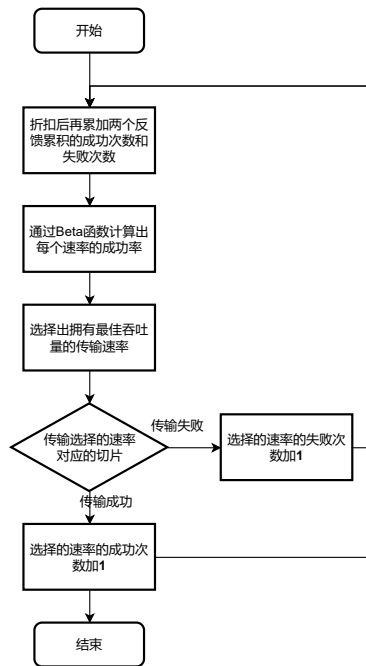 开始
折扣后再累加两个反
馈累积的成功次数和
失败次数
通过Beta函数计算出
每个速率的成功率
选择出拥有最佳吞吐
量的传输速率
传输选择的速率
对应的切片
传输失败
选择的速率的失败次
数加1
传输成功
选择的速率的成功次
数加1
结束